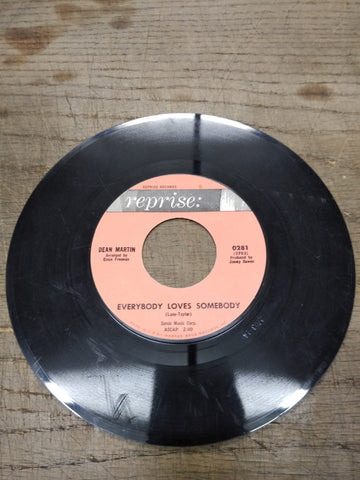 REPRISE RECORDS
reprise:
DEAN MARTIN
Arranged by
Ernie Freeman
0281
Produced by
Jimmy Bowen
EVERYBODY LOVES SOMEBODY
(Lane-Taylor)
Sands Music Corp.
ASCAP 2:40